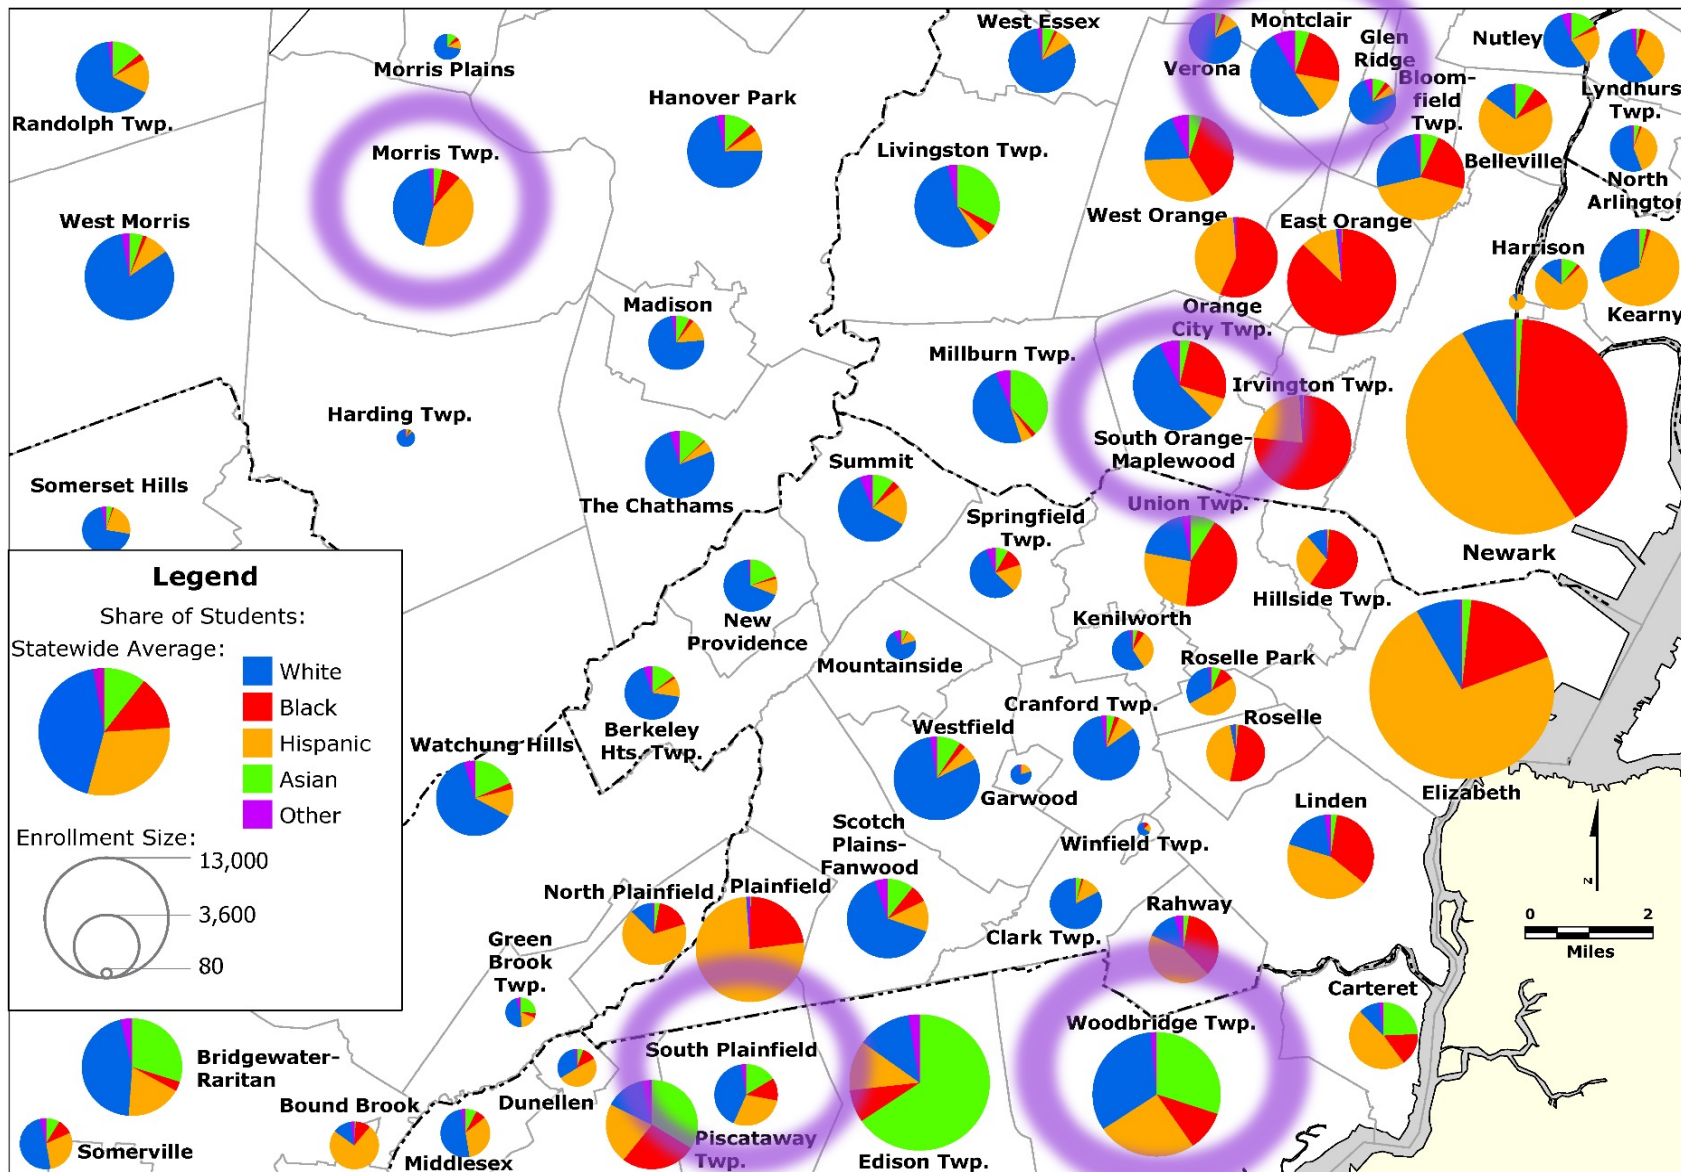 West Essex
Montclair
Nutley
Morris Plains
Glen
Ridge
Verona
Bloom-
field
Twp.
Lyndhurs
Twp.
Randolph Twp.
Hanover Park
Morris Twp.
Livingston Twp.
Belleville
North
Arlington
West Morris
West Orange
East Orange
Harrison
Madison
Orange
City Twp.
Kearny
Millburn Twp.
Irvington Twp.
Harding Twp.
South Orange-
Maplewood
Summit
Somerset Hills
The Chathams
Union Twp.
Springfield
Twp.
Newark
Hillside Twp.
New
Providence
Kenilworth
Mountainside
Roselle Park
Berkeley
Hts. Twp.
Cranford Twp.
Roselle
Westfield
Watchung Hills
Garwood
Elizabeth
Linden
Scotch
Plains-
Fanwood
Winfield Twp.
North Plainfield
Plainfield
Rahway
Clark Twp.
Green
Brook
Twp.
Carteret
Woodbridge Twp.
South Plainfield
Bridgewater-
Raritan
Dunellen
Bound Brook
Piscataway
Twp.
Edison Twp.
Somerville
Middlesex
Legend
Share of Students:
Statewide Average:
White
Black
Hispanic
Asian
Other
Enrollment Size:
13,000
3,600
80
N
0 2
Miles